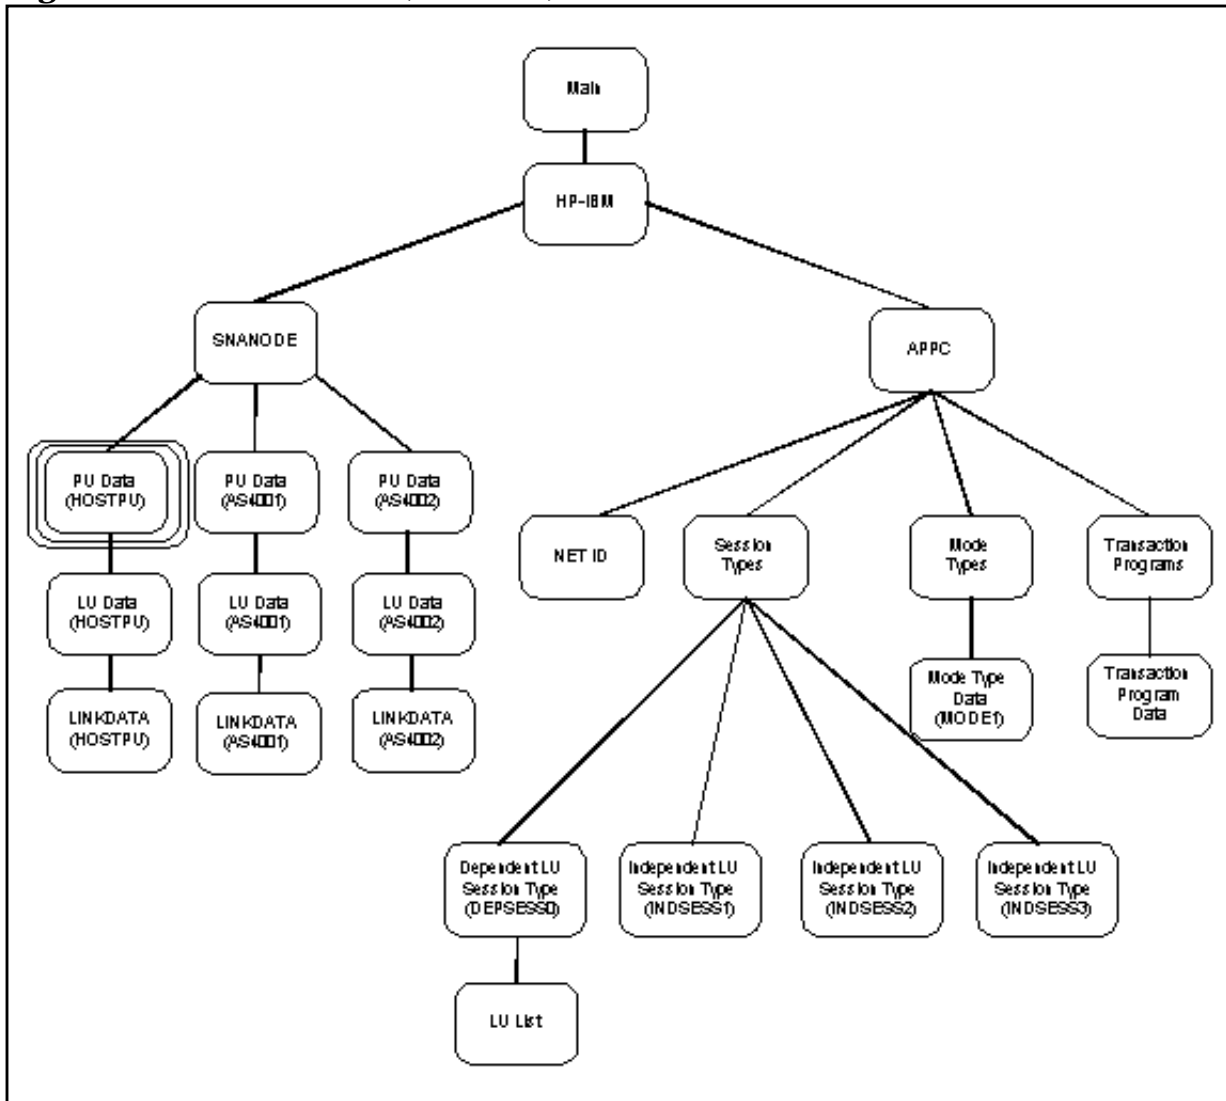 Main
HP-IBM
SNANODE
APPC
PU Data
(HOSTPU)
PU Data
(AS4001)
PU Data
(AS4002)
NET ID
Session
Types
Mode
Types
Transaction
Programs
LU Data
(HOSTPU)
LU Data
(AS4001)
LU Data
(AS4002)
LINKDATA
(HOSTPU)
LINKDATA
(AS4001)
LINKDATA
(AS4002)
Mode Type
Data
(MODE1)
Transaction
Program
Data
Dependent LU
Session Type
(DEPSESS0)
Independent LU
Session Type
(INDSESS1)
Independent LU
Session Type
(INDSESS2)
Independent LU
Session Type
(INDSESS3)
LU List